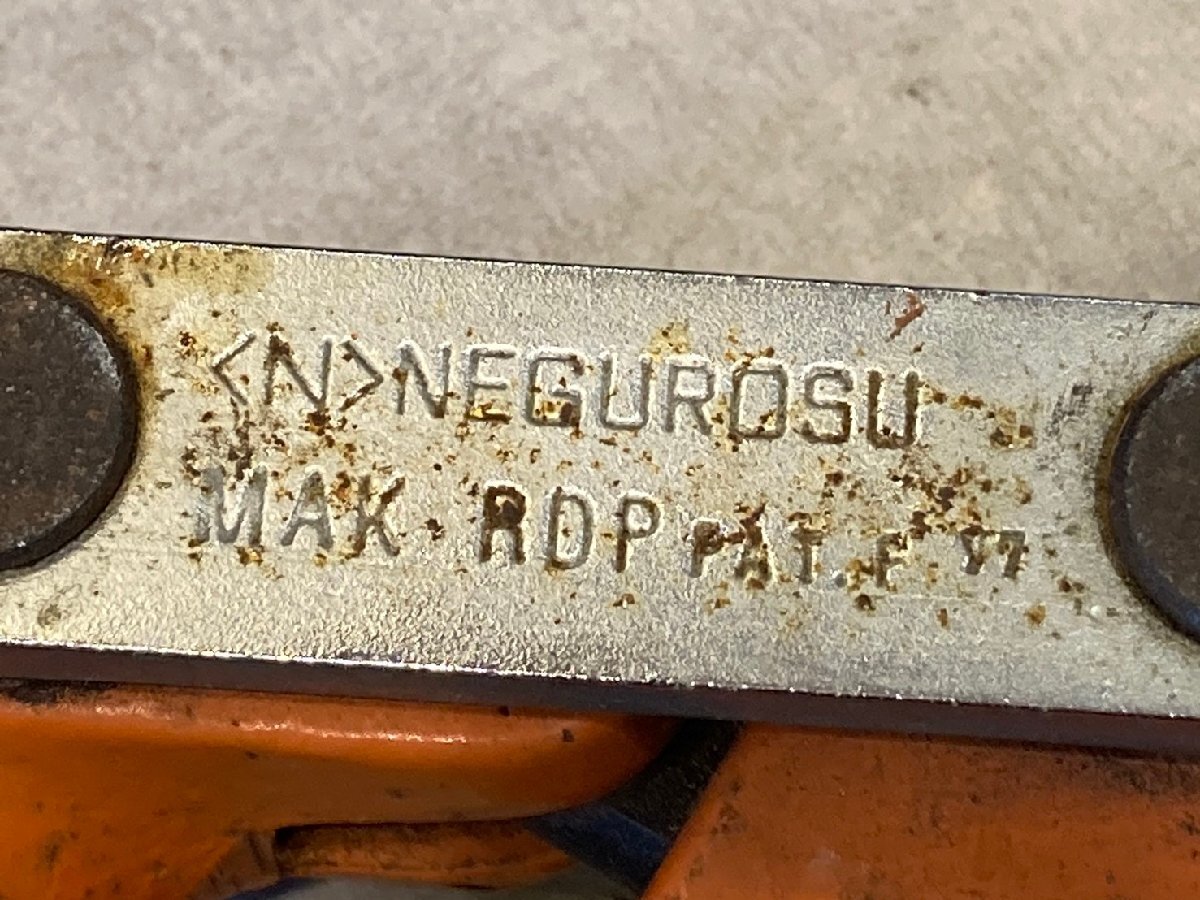 <N>NEGUROSU
MAK RDP PAT.P '97